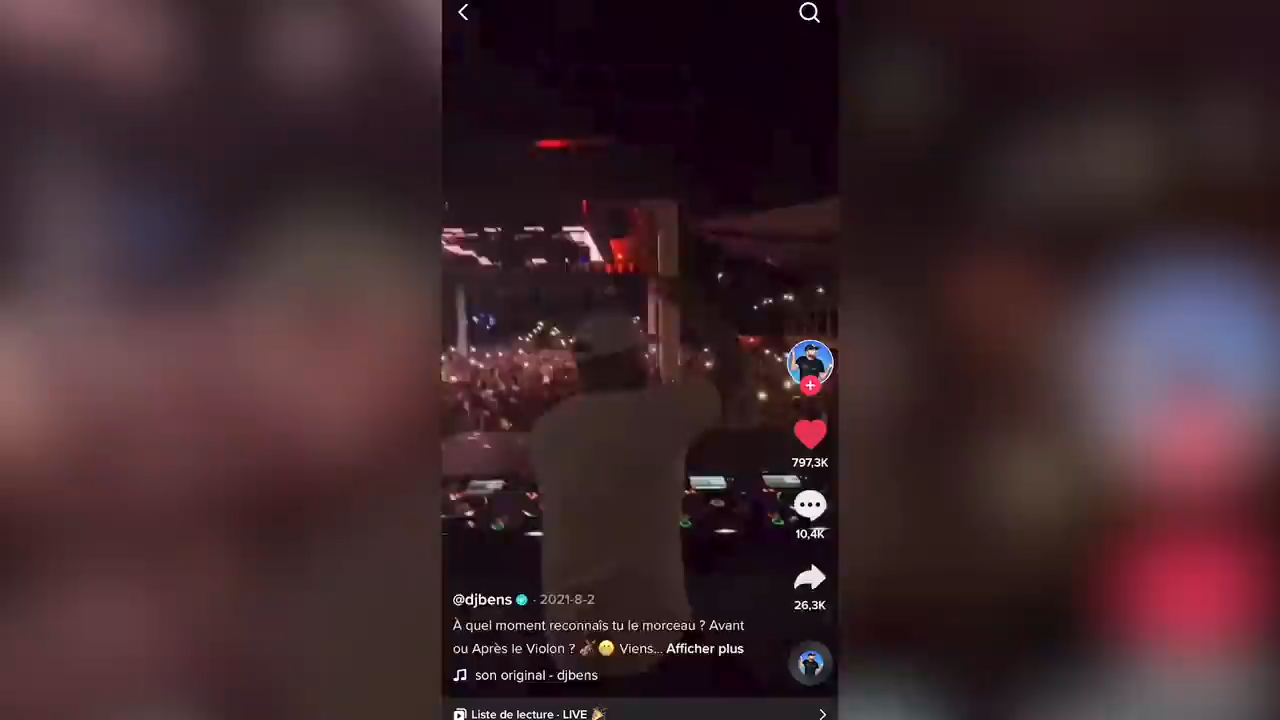 797,3K
10,4K
26,3K
@djbens · 2021-8-2
À quel moment reconnaîs tu le morceau ? Avant
ou Après le Violon ? 🎻🤭 Viens... Afficher plus
son original - djbens
Liste de lecture · LIVE 🎉